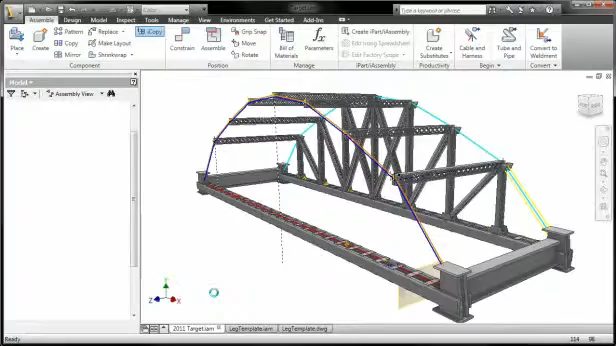 Target.iam
Color
Type a keyword or phrase
Assemble Design Model Inspect Tools Manage View Environments Get Started Add-Ins
Place
Create
Pattern
Copy
Mirror
Replace
Make Layout
Shrinkwrap
iCopy
Constrain
Assemble
Grip Snap
Move
Rotate
Bill of Materials
Parameters
Create iPart/iAssembly
Edit using Spreadsheet
Edit Factory Scope
Create Substitutes
Cable and Harness
Tube and Pipe
Convert to Weldment
Component Position Manage iPart/iAssembly Productivity Begin Convert
Model
Assembly View
Y
Z
X
2011 Target.iam LegTemplate.iam LegTemplate.dwg
Ready 114 98